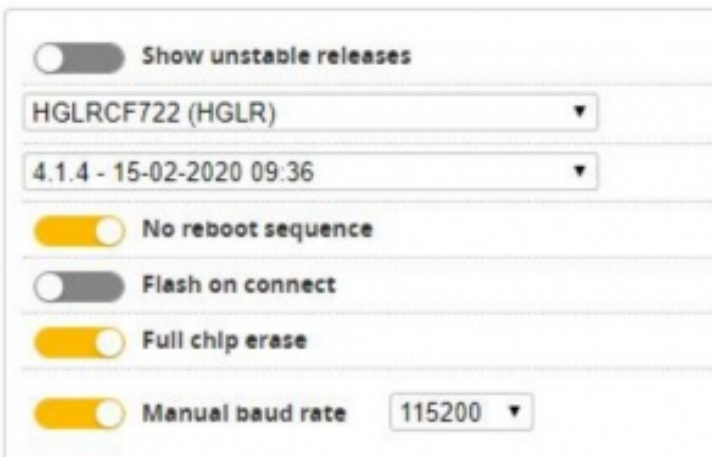 Show unstable releases
HGLRCF722 (HGLR)
4.1.4 - 15-02-2020 09:36
No reboot sequence
Flash on connect
Full chip erase
Manual baud rate 115200